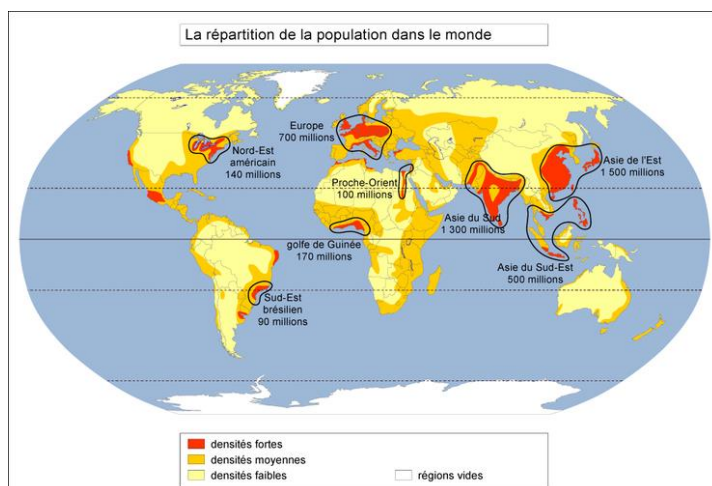 La répartition de la population dans le monde
Europe
700 millions
Nord-Est
américain
140 millions
Proche-Orient
100 millions
Asie de l'Est
1 500 millions
Asie du Sud
1 300 millions
golfe de Guinée
170 millions
Asie du Sud-Est
500 millions
Sud-Est
brésilien
90 millions
densités fortes
densités moyennes
densités faibles
régions vides